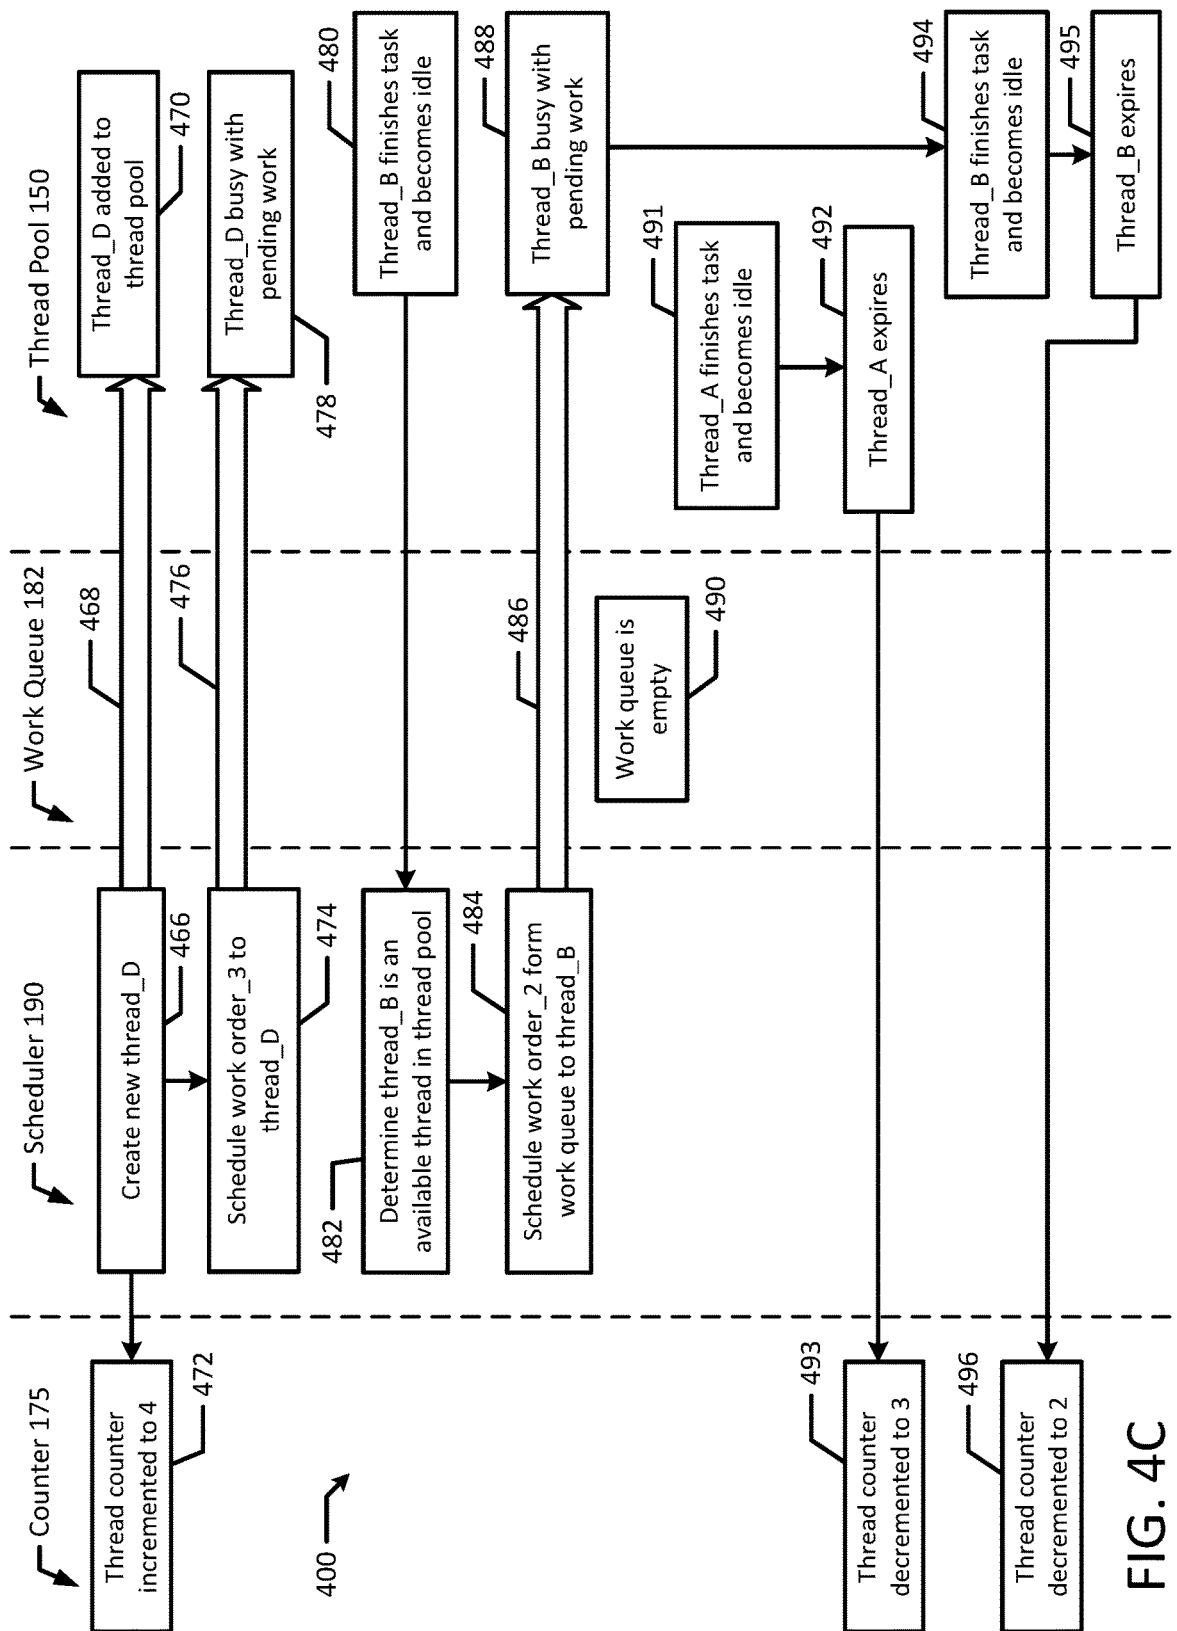 Counter 175
Scheduler 190
Work Queue 182
Thread Pool 150
Thread counter
incremented to 4
472
Create new thread_D
466
468
Thread_D added to
thread pool
470
Schedule work order_3 to
thread_D
474
476
Thread_D busy with
pending work
478
400
482
Determine thread_B is an
available thread in thread pool
Thread_B finishes task
and becomes idle
480
484
Schedule work order_2 form
work queue to thread_B
486
Thread_B busy with
pending work
488
Work queue is
empty
490
Thread_A finishes task
and becomes idle
491
Thread counter
decremented to 3
493
Thread_A expires
492
Thread_B finishes task
and becomes idle
494
Thread counter
decremented to 2
496
Thread_B expires
495
FIG. 4C